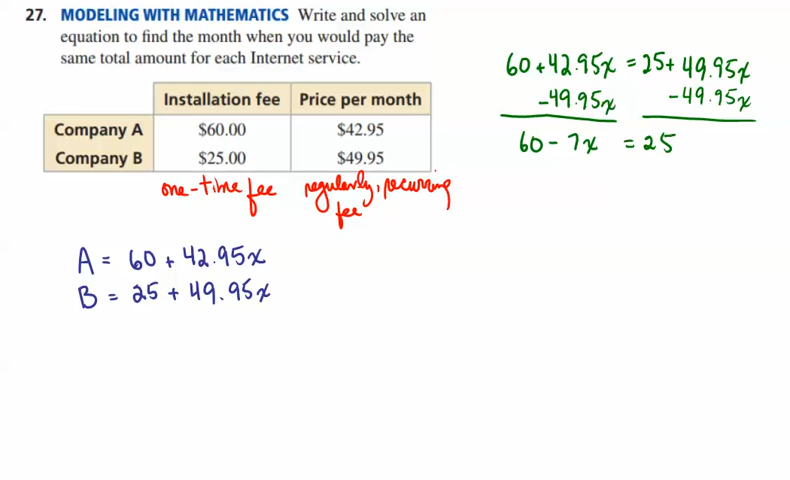 27. MODELING WITH MATHEMATICS Write and solve an
equation to find the month when you would pay the
same total amount for each Internet service.
Installation fee Price per month
Company A $60.00 $42.95
Company B $25.00 $49.95
one-time fee regularly, recurring
fee
A = 60 + 42.95x
B = 25 + 49.95x
60 + 42.95x = 25 + 49.95x
-49.95x -49.95x
60 - 7x = 25